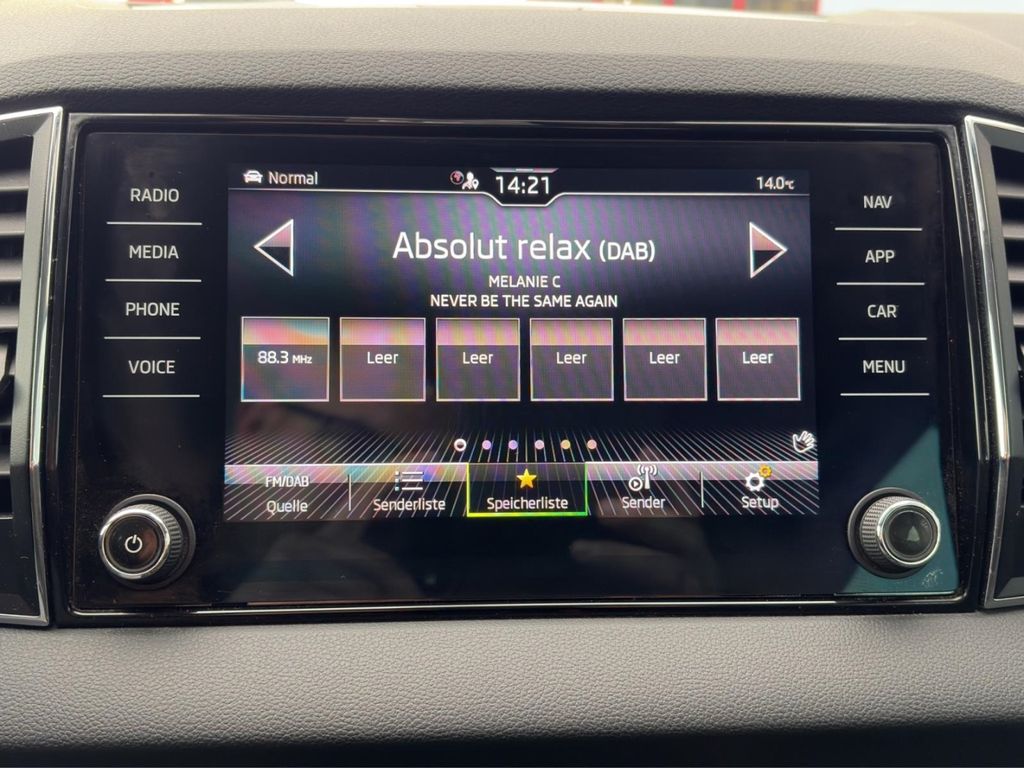 RADIO
MEDIA
PHONE
VOICE
Normal
14:21
14.0°C
Absolut relax (DAB)
MELANIE C
NEVER BE THE SAME AGAIN
88.3 MHz
Leer
Leer
Leer
Leer
Leer
FM/DAB
Quelle
Senderliste
Speicherliste
Sender
Setup
NAV
APP
CAR
MENU